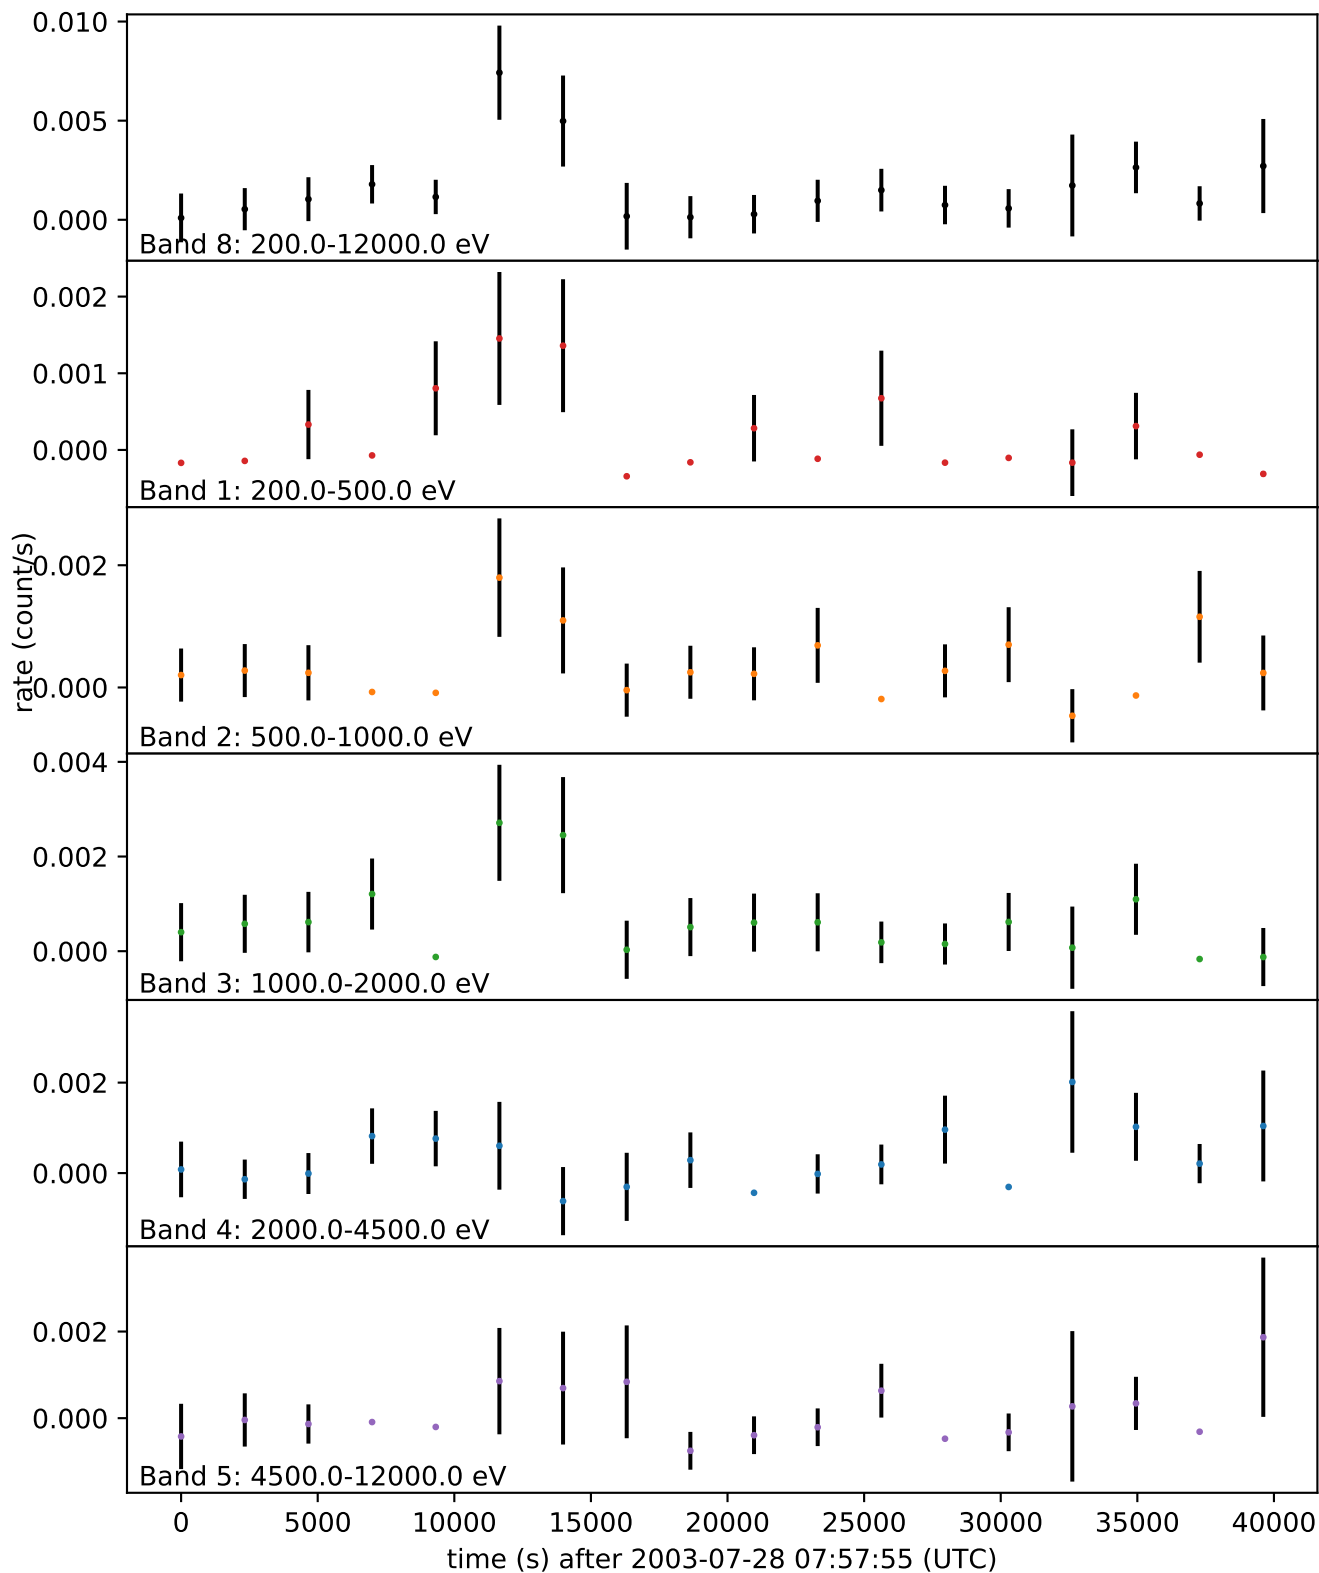 0.010
0.005
0.000
Band 8: 200.0-12000.0 eV
0.002
0.001
0.000
Band 1: 200.0-500.0 eV
rate (count/s)
0.002
0.000
Band 2: 500.0-1000.0 eV
0.004
0.002
0.000
Band 3: 1000.0-2000.0 eV
0.002
0.000
Band 4: 2000.0-4500.0 eV
0.002
0.000
Band 5: 4500.0-12000.0 eV
0 5000 10000 15000 20000 25000 30000 35000 40000
time (s) after 2003-07-28 07:57:55 (UTC)